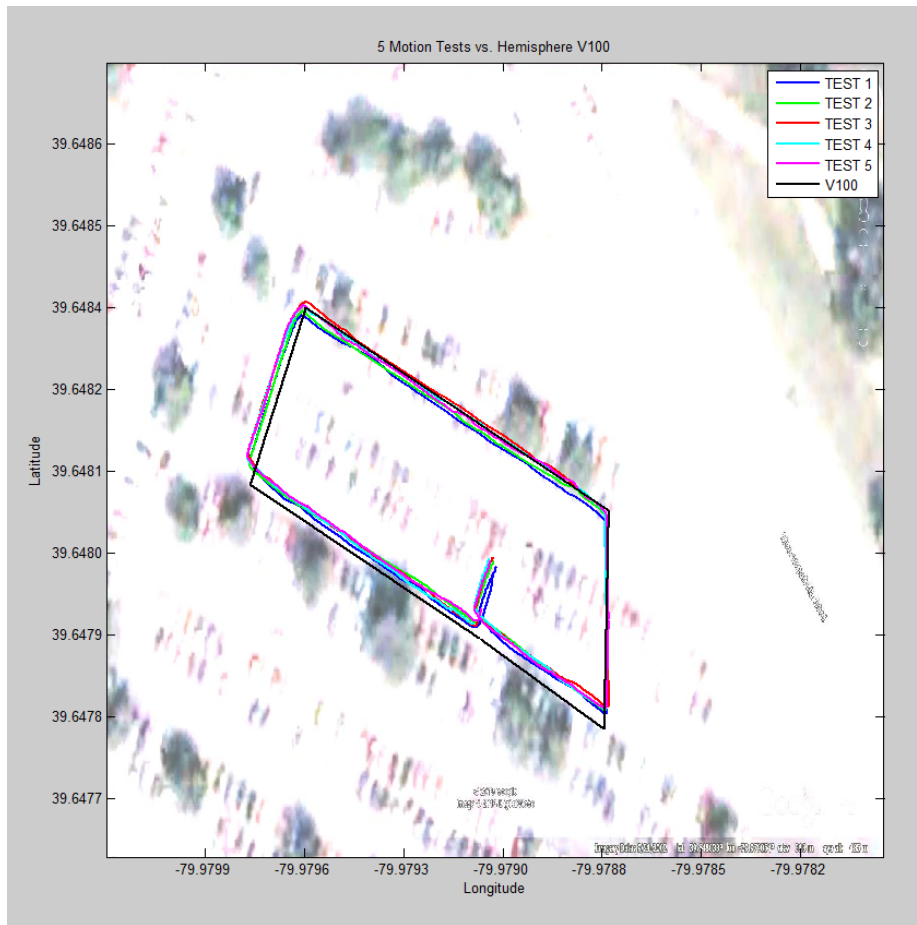 5 Motion Tests vs. Hemisphere V100
TEST 1
TEST 2
TEST 3
TEST 4
TEST 5
V100
39.6486
39.6485
39.6484
39.6482
39.6481
39.6480
39.6479
39.6478
39.6477
Latitude
-79.9799
-79.9796
-79.9793
-79.9790
-79.9788
-79.9785
-79.9782
Longitude